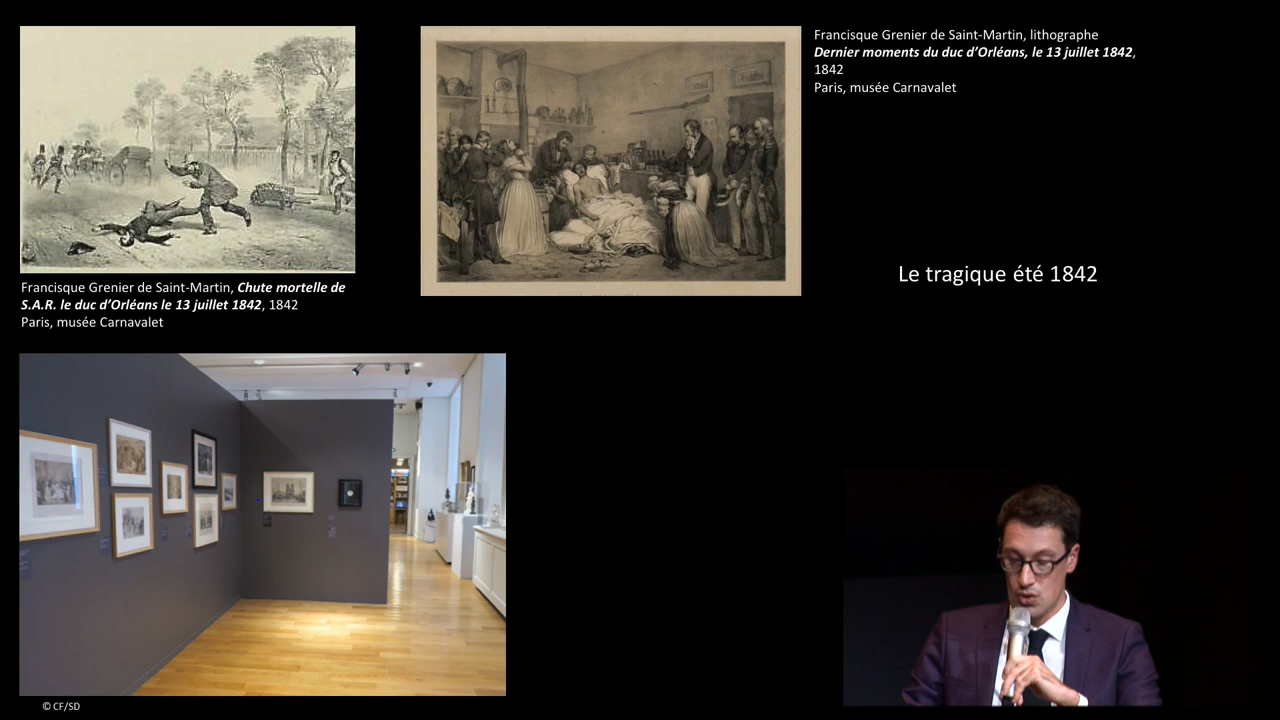 Francisque Grenier de Saint-Martin, lithographe
Dernier moments du duc d'Orléans, le 13 juillet 1842,
1842
Paris, musée Carnavalet
Le tragique été 1842
Francisque Grenier de Saint-Martin, Chute mortelle de
S.A.R. le duc d'Orléans le 13 juillet 1842, 1842
Paris, musée Carnavalet
© CF/SD